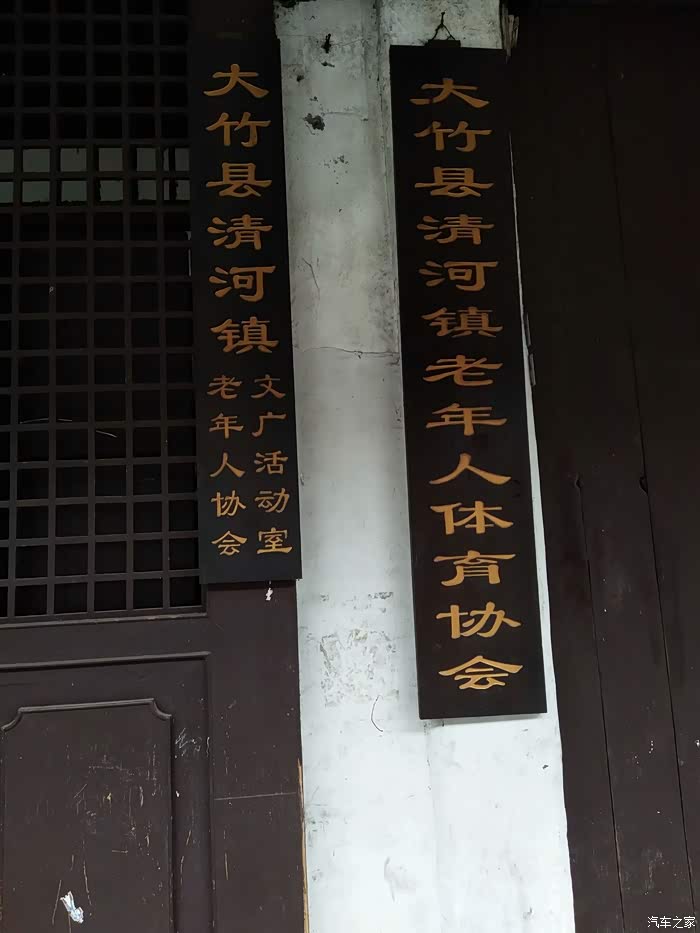 大竹县清河镇老年人体育协会
大竹县清河镇
文广活动室
老年人协会
汽车之家